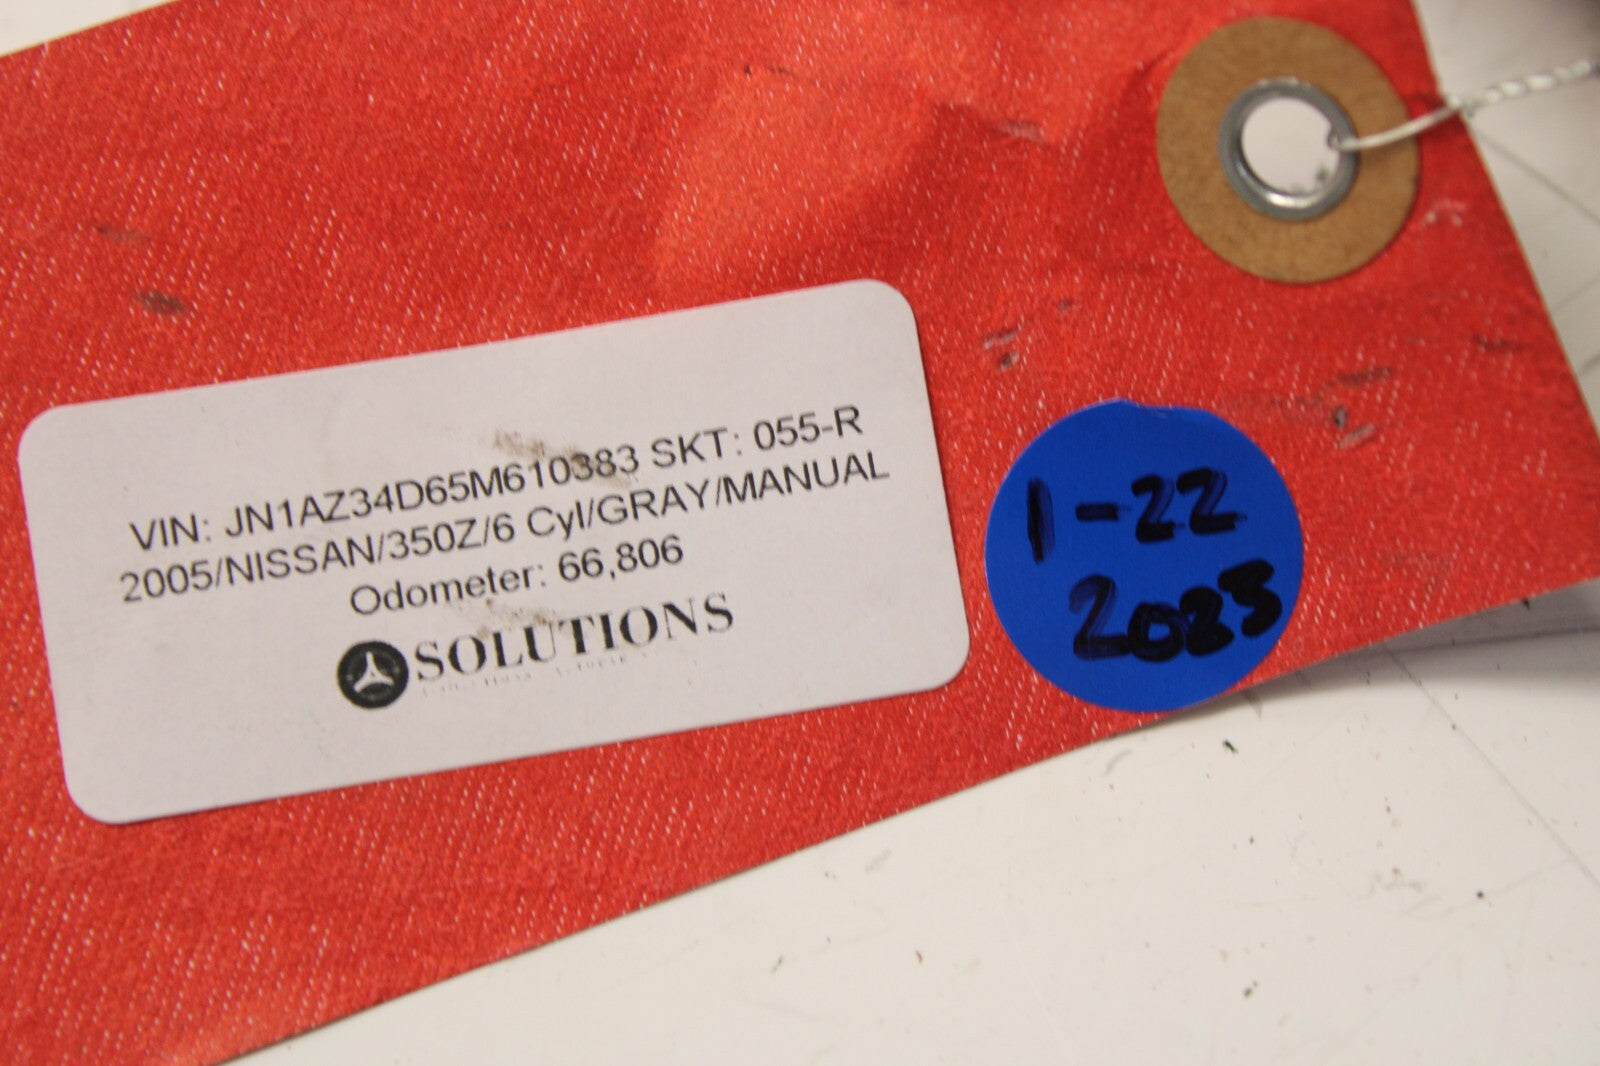 VIN: JN1AZ34D65M610383 SKT: 055-R
2005/NISSAN/350Z/6 Cyl/GRAY/MANUAL
Odometer: 66,806
SOLUTIONS
1-22
2023